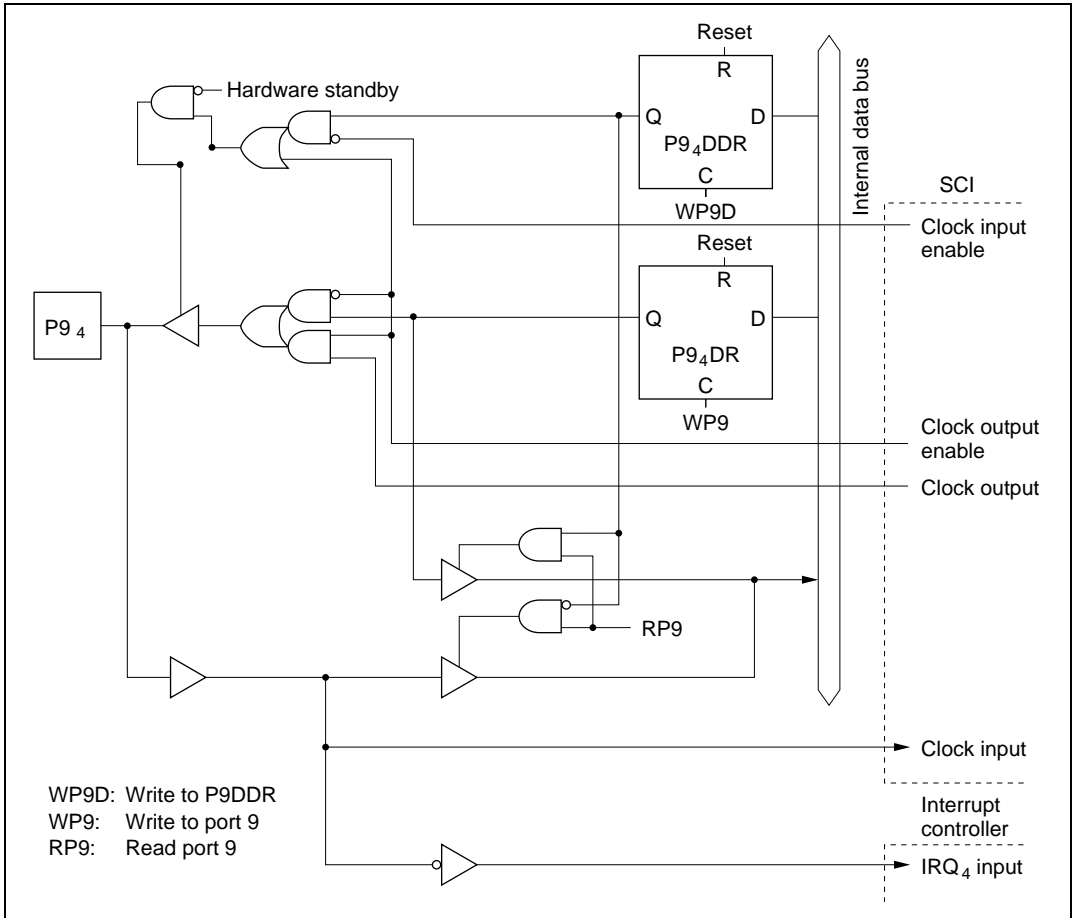 Reset
R
Hardware standby
Q
D
P9₄DDR
C
WP9D
Internal data bus
SCI
Clock input
enable
Reset
R
P9 ₄
Q
D
P9₄DR
C
WP9
Clock output
enable
Clock output
RP9
Clock input
WP9D: Write to P9DDR
WP9: Write to port 9
RP9: Read port 9
Interrupt
controller
IRQ₄ input